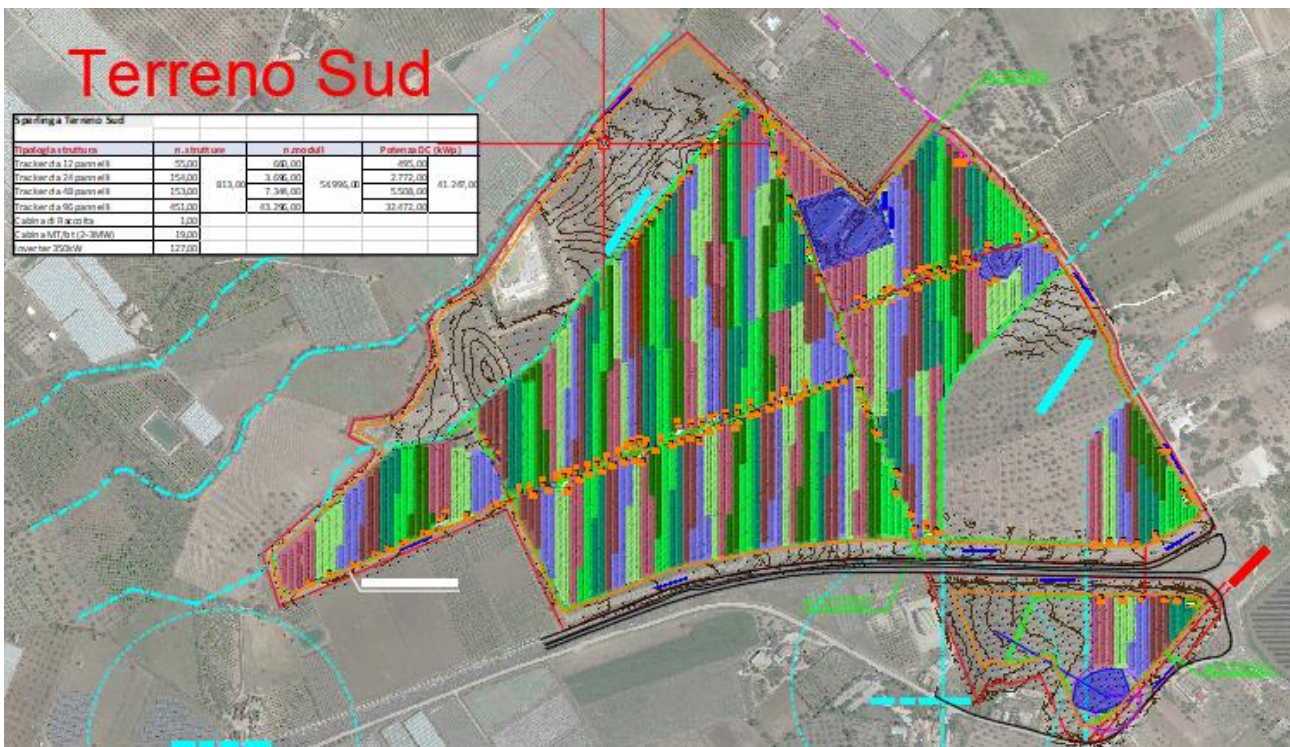 Terreno Sud
Sperlinga Terreno Sud
Tipologia struttura n.strutture n.moduli Potenza DC (kWp)
Tracker da 12 pannelli 55,00 660,00 495,00
Tracker da 24 pannelli 154,00 813,00 3.696,00 54.996,00 2.772,00 41.247,00
Tracker da 48 pannelli 153,00 7.344,00 5.508,00
Tracker da 96 pannelli 451,00 43.296,00 32.472,00
Cabina di Raccolta 1,00
Cabina MT/bt (2-3MW) 19,00
Inverter 350kW 127,00